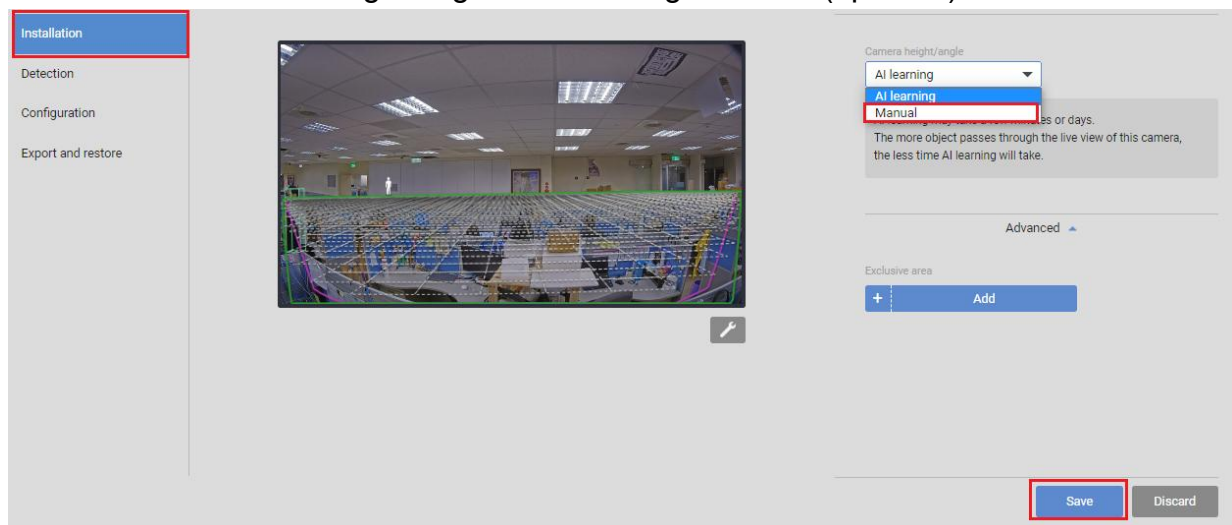 Installation
Detection
Configuration
Export and restore
Camera height/angle
AI learning
AI learning
Manual
es or days.
The more object passes through the live view of this camera,
the less time AI learning will take.
Advanced
Exclusive area
+ Add
Save
Discard